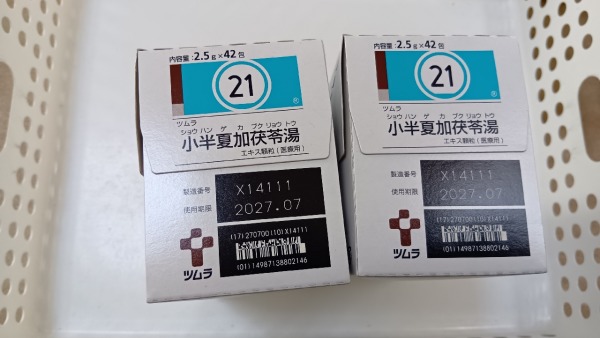 内容量：2.5g×42包
21
®
ツムラ
ショウ ハン ゲ カ ブク リョウ トウ
小半夏加茯苓湯
エキス顆粒(医療用)
製造番号 X14111
使用期限 2027.07
(17)270700(10)X14111
(01)14987138802146
ツムラ
内容量：2.5g×42包
21
®
ツムラ
ショウ ハン ゲ カ ブク リョウ トウ
小半夏加茯苓湯
エキス顆粒(医療用)
製造番号 X14111
使用期限 2027.07
(17)270700(10)X14111
(01)14987138802146
ツムラ